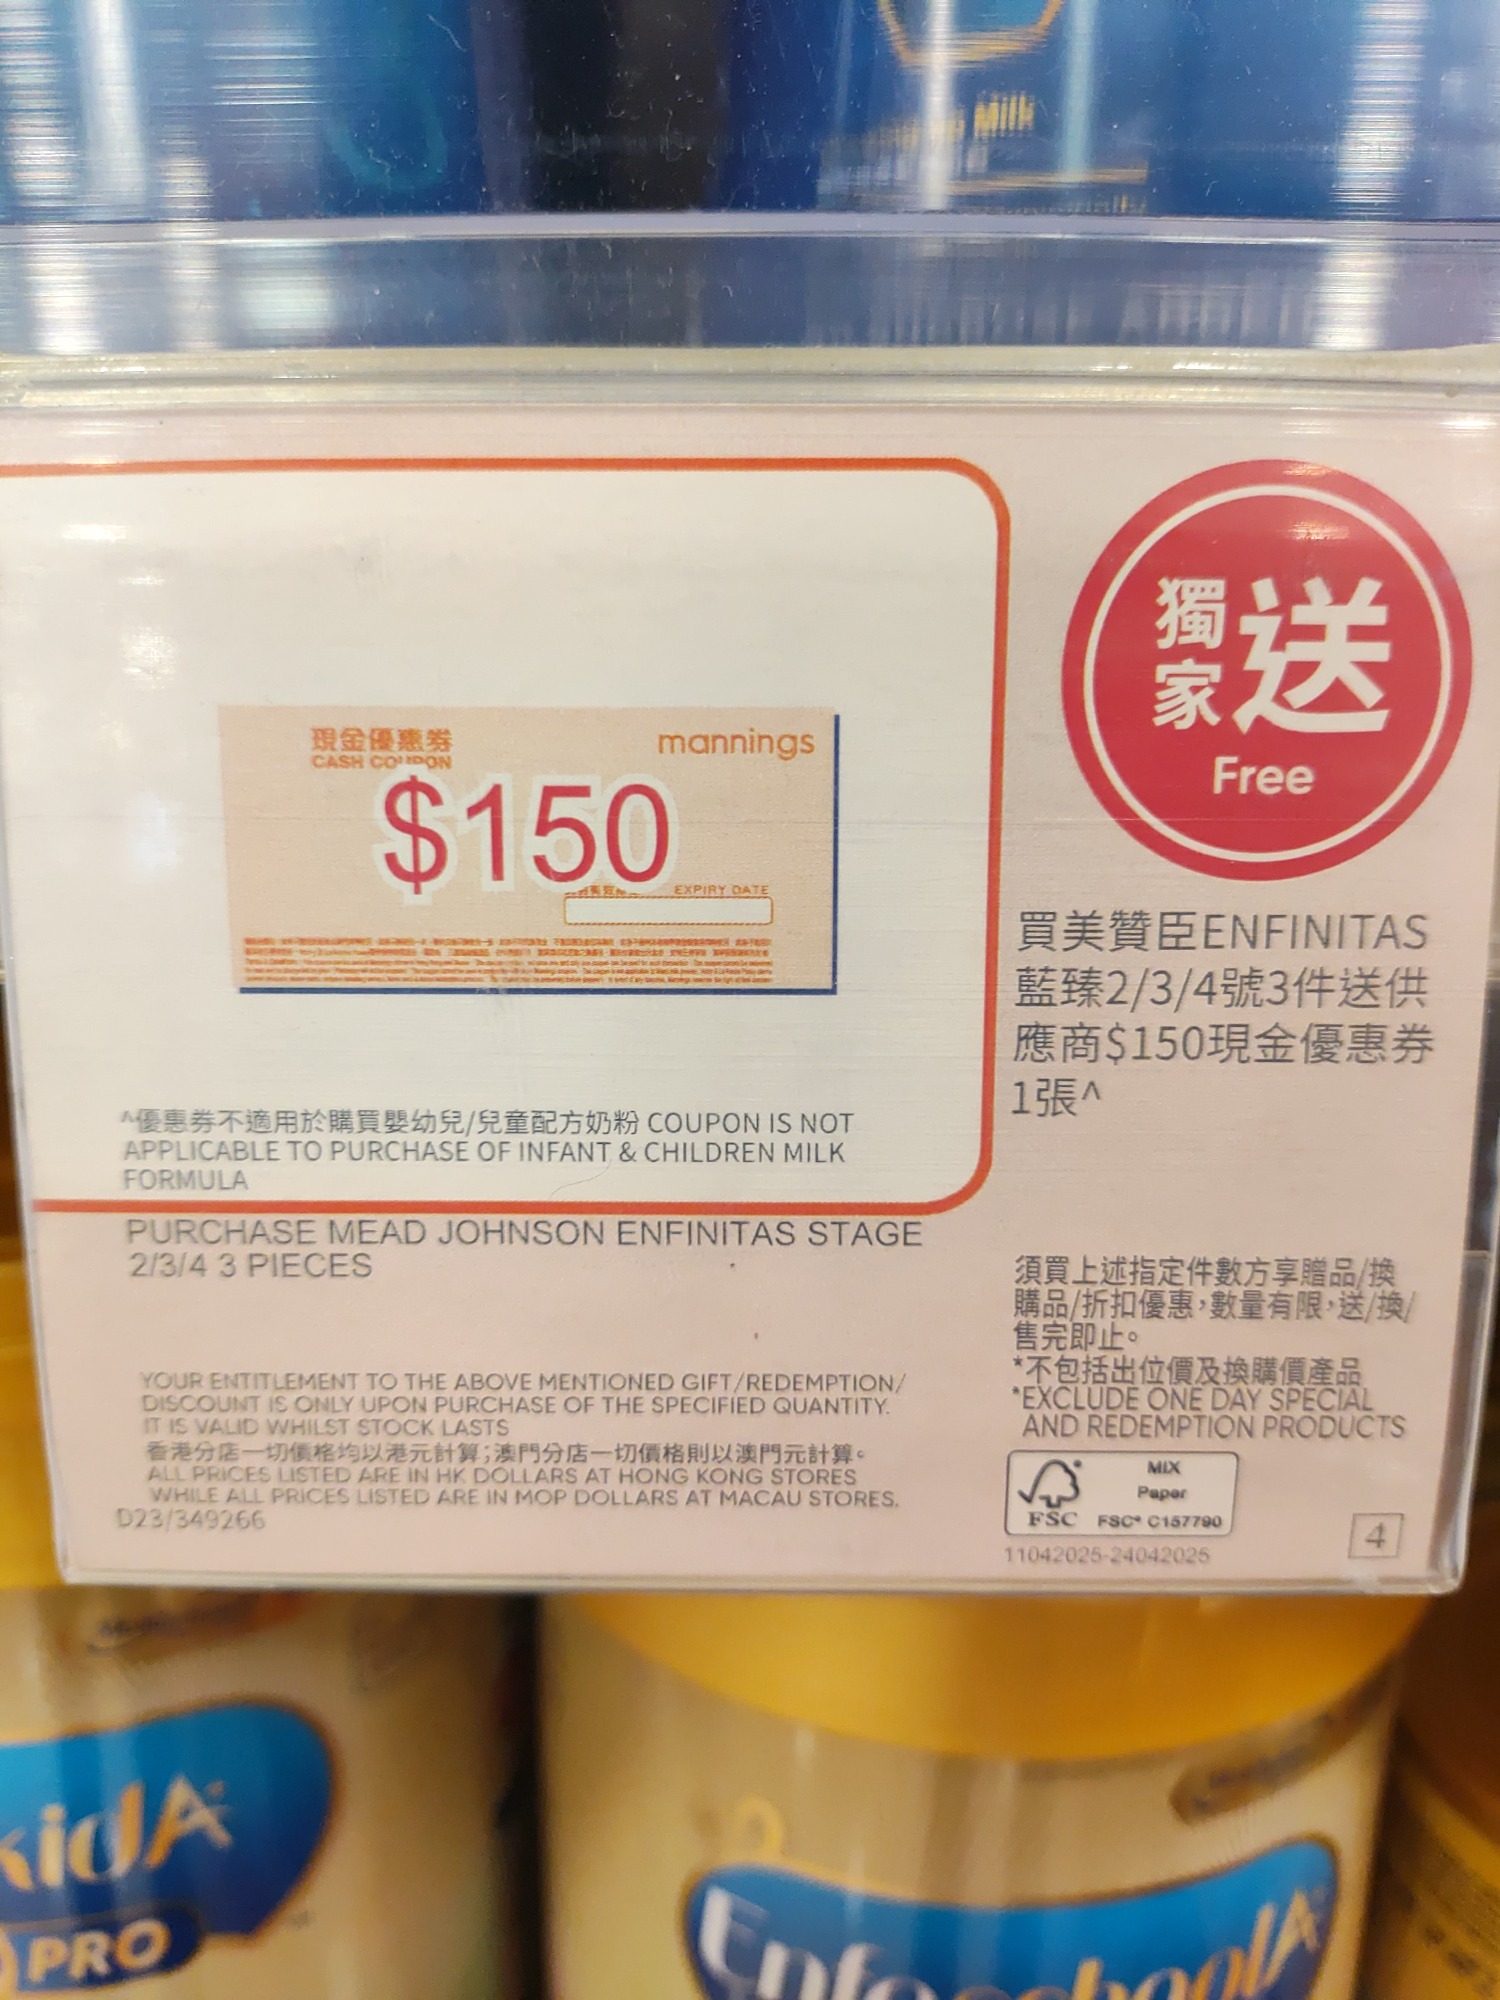 Milk
獨家送
Free
現金優惠券
mannings
CASH COUPON
$150
EXPIRY DATE
買美贊臣ENFINITAS
藍臻2/3/4號3件送供
應商$150現金優惠券
1張^
^優惠券不適用於購買嬰幼兒/兒童配方奶粉 COUPON IS NOT
APPLICABLE TO PURCHASE OF INFANT & CHILDREN MILK
FORMULA
PURCHASE MEAD JOHNSON ENFINITAS STAGE
2/3/4 3 PIECES
須買上述指定件數方享贈品/換
購品/折扣優惠,數量有限,送/換/
售完即止。
*不包括出位價及換購價產品
*EXCLUDE ONE DAY SPECIAL
AND REDEMPTION PRODUCTS
YOUR ENTITLEMENT TO THE ABOVE MENTIONED GIFT/REDEMPTION/
DISCOUNT IS ONLY UPON PURCHASE OF THE SPECIFIED QUANTITY.
IT IS VALID WHILST STOCK LASTS
香港分店一切價格均以港元計算;澳門分店一切價格則以澳門元計算。
ALL PRICES LISTED ARE IN HK DOLLARS AT HONG KONG STORES
WHILE ALL PRICES LISTED ARE IN MOP DOLLARS AT MACAU STORES.
D23/349266
MIX
Paper
FSC
FSC® C157790
11042025-24042025
4
kidA
PRO
EnfaschoolA